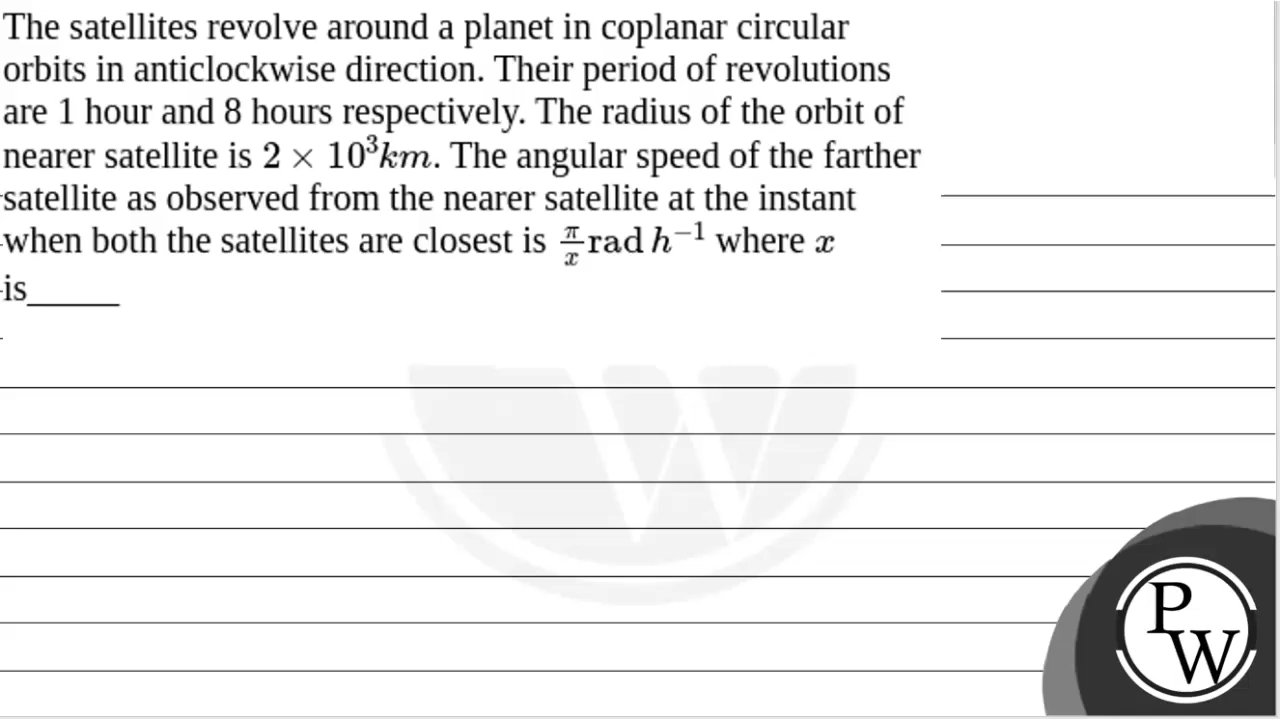 The satellites revolve around a planet in coplanar circular
orbits in anticlockwise direction. Their period of revolutions
are 1 hour and 8 hours respectively. The radius of the orbit of
nearer satellite is 2 × 10³km. The angular speed of the farther
satellite as observed from the nearer satellite at the instant
when both the satellites are closest is π/x rad h⁻¹ where x
is_____
P
W